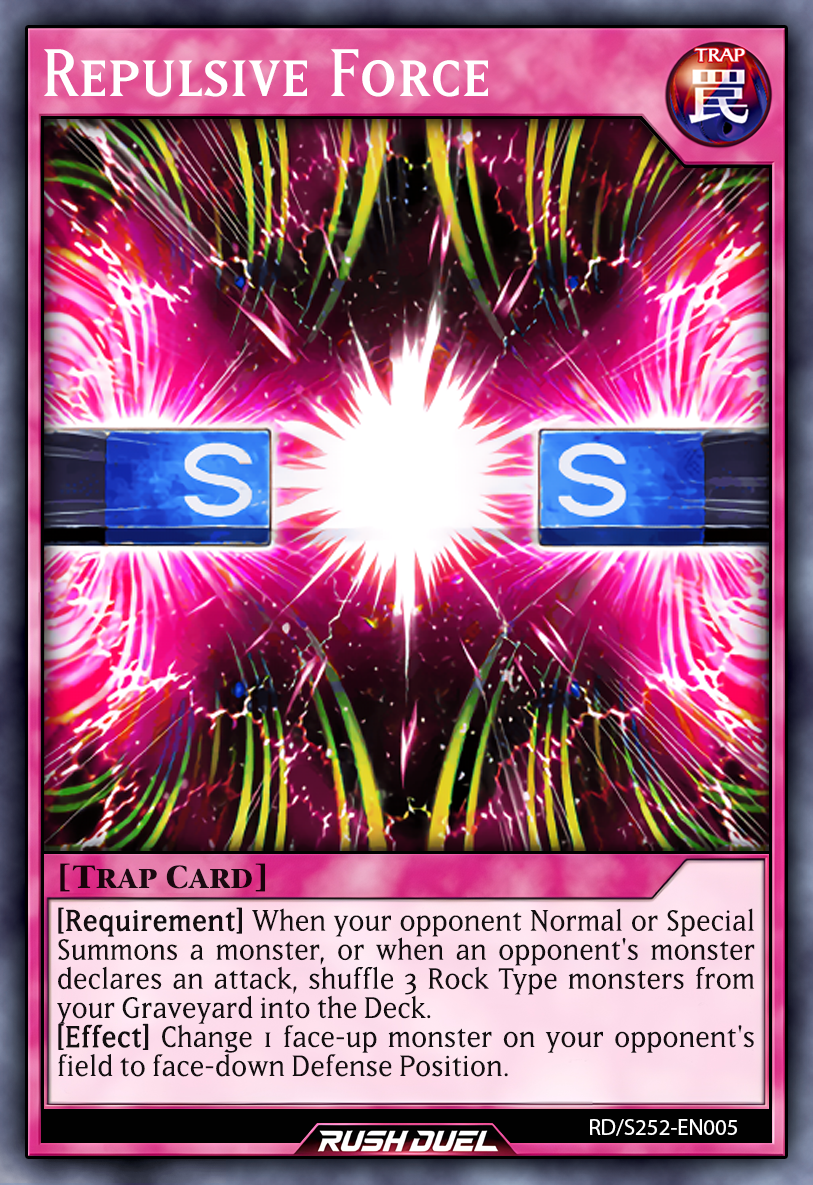 Repulsive Force
TRAP
罠
S S
[Trap Card]
[Requirement] When your opponent Normal or Special
Summons a monster, or when an opponent's monster
declares an attack, shuffle 3 Rock Type monsters from
your Graveyard into the Deck.
[Effect] Change 1 face-up monster on your opponent's
field to face-down Defense Position.
RD/S252-EN005
RUSH DUEL